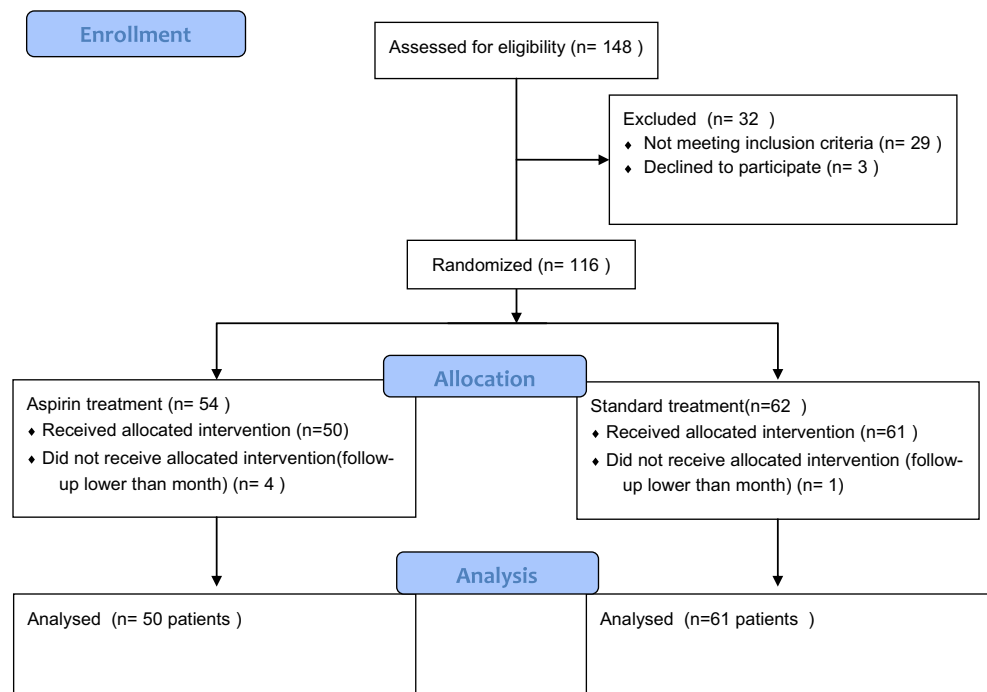 Enrollment
Assessed for eligibility (n= 148 )
Excluded (n= 32 )
♦ Not meeting inclusion criteria (n= 29 )
♦ Declined to participate (n= 3 )
Randomized (n= 116 )
Allocation
Aspirin treatment (n= 54 )
♦ Received allocated intervention (n=50)
♦ Did not receive allocated intervention(follow-
up lower than month) (n= 4 )
Standard treatment(n=62 )
♦ Received allocated intervention (n=61 )
♦ Did not receive allocated intervention (follow-
up lower than month) (n= 1)
Analysis
Analysed (n= 50 patients )
Analysed (n=61 patients )